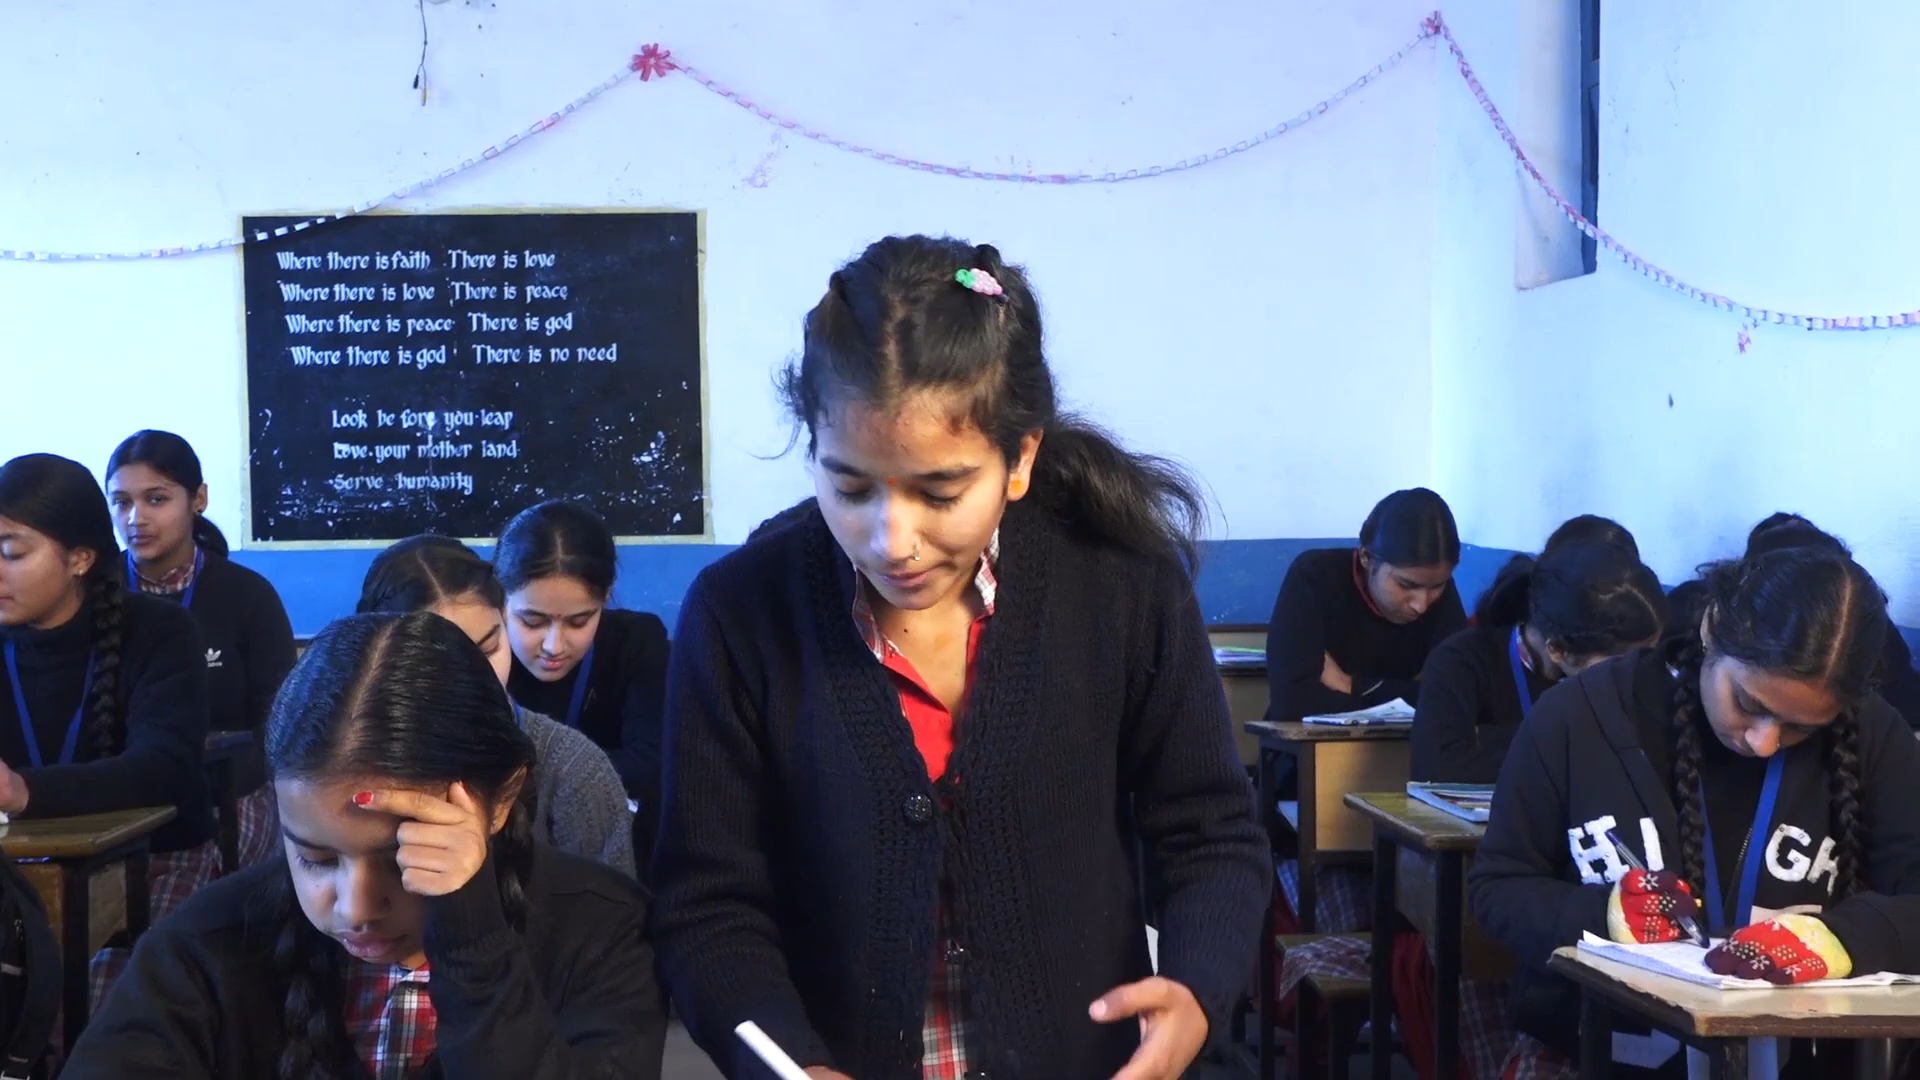 Where there is faith There is love
Where there is love There is peace
Where there is peace There is god
Where there is god There is no need
Look be fore you leap
Love your mother land
Serve humanity
HIGH